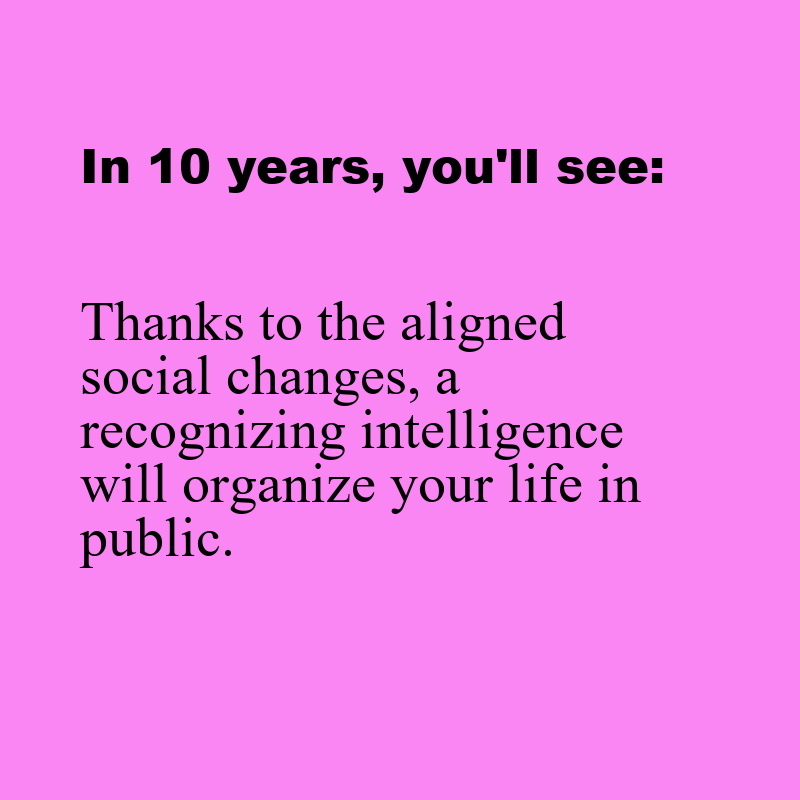 In 10 years, you'll see:
Thanks to the aligned
social changes, a
recognizing intelligence
will organize your life in
public.